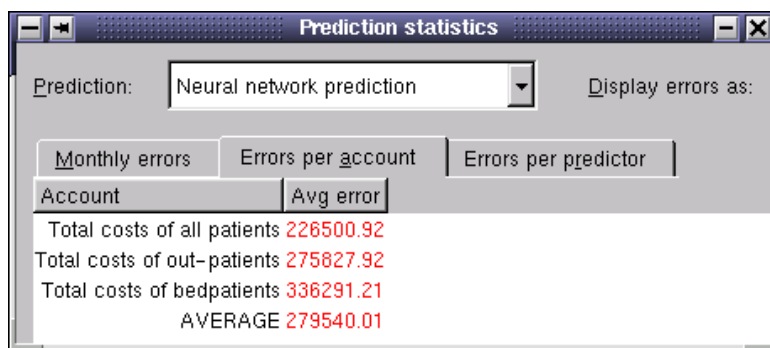 Prediction statistics
Prediction: Neural network prediction Display errors as:
Monthly errors Errors per account Errors per predictor
Account Avg error
Total costs of all patients 226500.92
Total costs of out-patients 275827.92
Total costs of bedpatients 336291.21
AVERAGE 279540.01